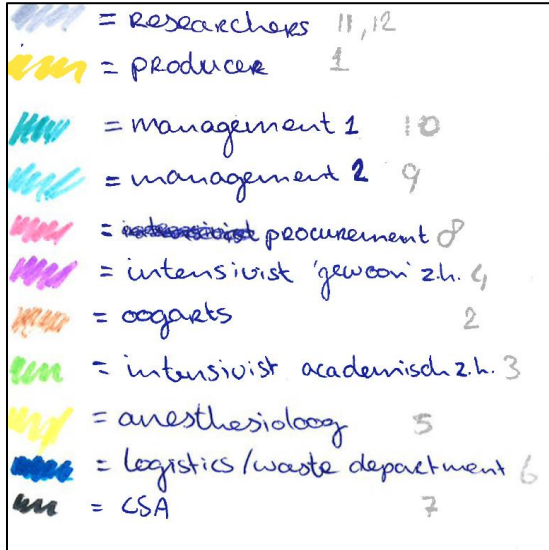 = Researchers 11,12
= producer 1
= management 1 10
= management 2 9
= procurement 8
= intensivist 'gewoon' z.h. 4
= oogarts 2
= intensivist academisch z.h. 3
= anesthesioloog 5
= logistics/waste department 6
= CSA 7